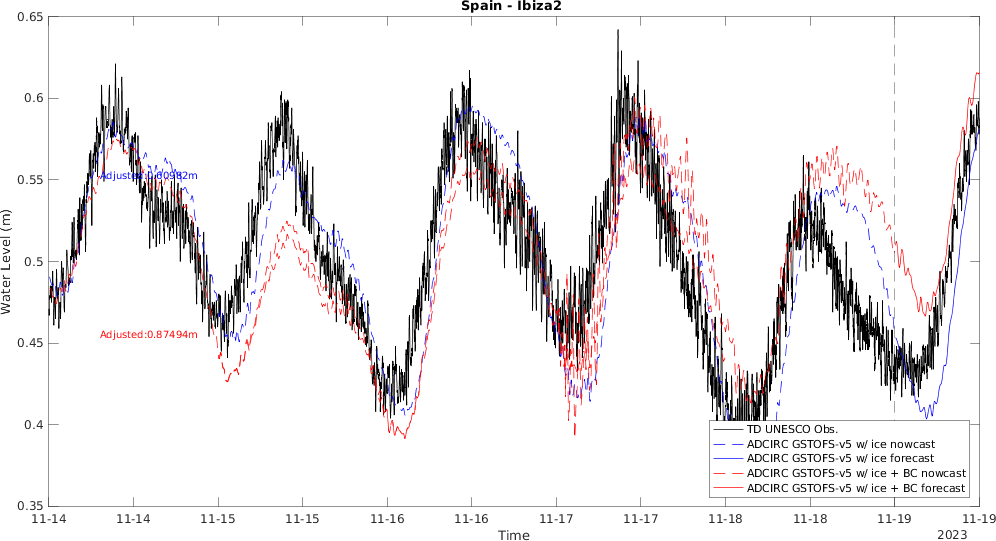 Spain - Ibiza2
Water Level (m)
0.65
0.6
0.55
0.5
0.45
0.4
0.35
Adjusted:0.60982m
Adjusted:0.87494m
TD UNESCO Obs.
ADCIRC GSTOFS-v5 w/ ice nowcast
ADCIRC GSTOFS-v5 w/ ice forecast
ADCIRC GSTOFS-v5 w/ ice + BC nowcast
ADCIRC GSTOFS-v5 w/ ice + BC forecast
11-14 11-14 11-15 11-15 11-16 11-16 11-17 11-17 11-18 11-18 11-19 11-19
Time
2023